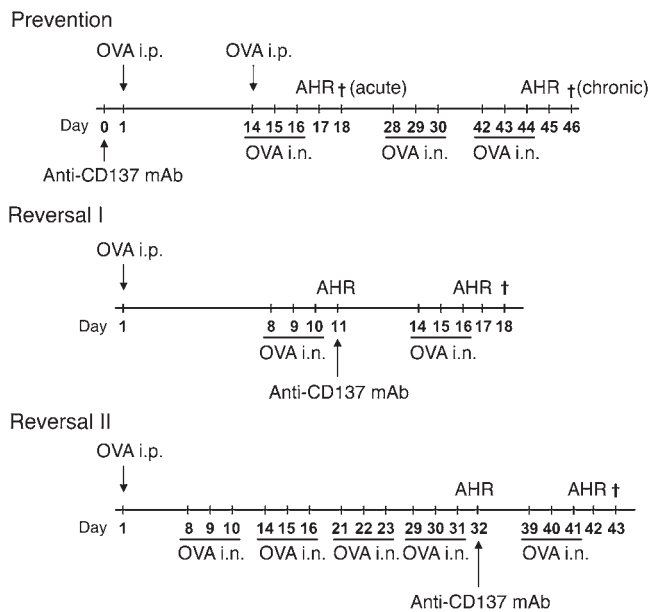 Prevention
OVA i.p. OVA i.p.
AHR † (acute) AHR † (chronic)
Day 0 1 14 15 16 17 18 28 29 30 42 43 44 45 46
OVA i.n. OVA i.n. OVA i.n.
Anti-CD137 mAb
Reversal I
OVA i.p.
AHR AHR †
Day 1 8 9 10 11 14 15 16 17 18
OVA i.n. OVA i.n.
Anti-CD137 mAb
Reversal II
OVA i.p.
AHR AHR †
Day 1 8 9 10 14 15 16 21 22 23 29 30 31 32 39 40 41 42 43
OVA i.n. OVA i.n. OVA i.n. OVA i.n. OVA i.n.
Anti-CD137 mAb